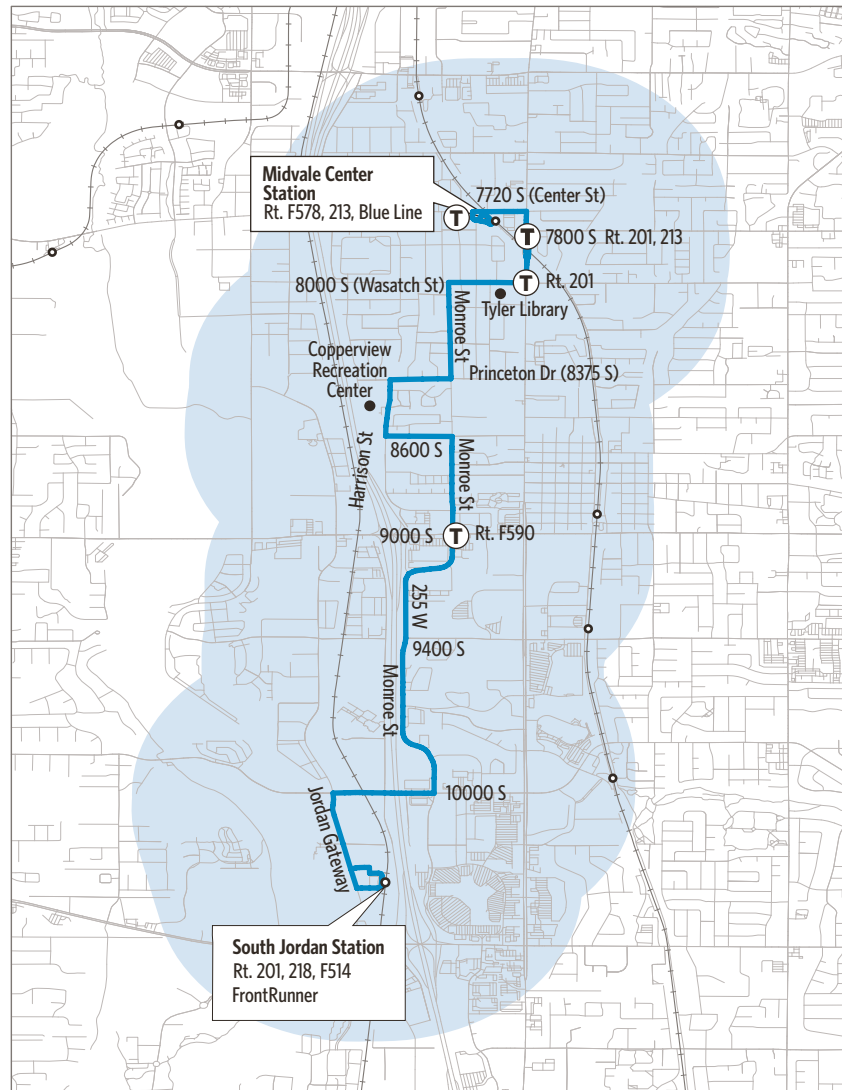 Midvale Center
Station
Rt. F578, 213, Blue Line
7720 S (Center St)
T
T
7800 S Rt. 201, 213
8000 S (Wasatch St)
T
Rt. 201
Tyler Library
Monroe St
Copperview
Recreation
Center
Princeton Dr (8375 S)
Harrison St
8600 S
Monroe St
9000 S
T
Rt. F590
255 W
9400 S
Monroe St
10000 S
Jordan Gateway
South Jordan Station
Rt. 201, 218, F514
FrontRunner